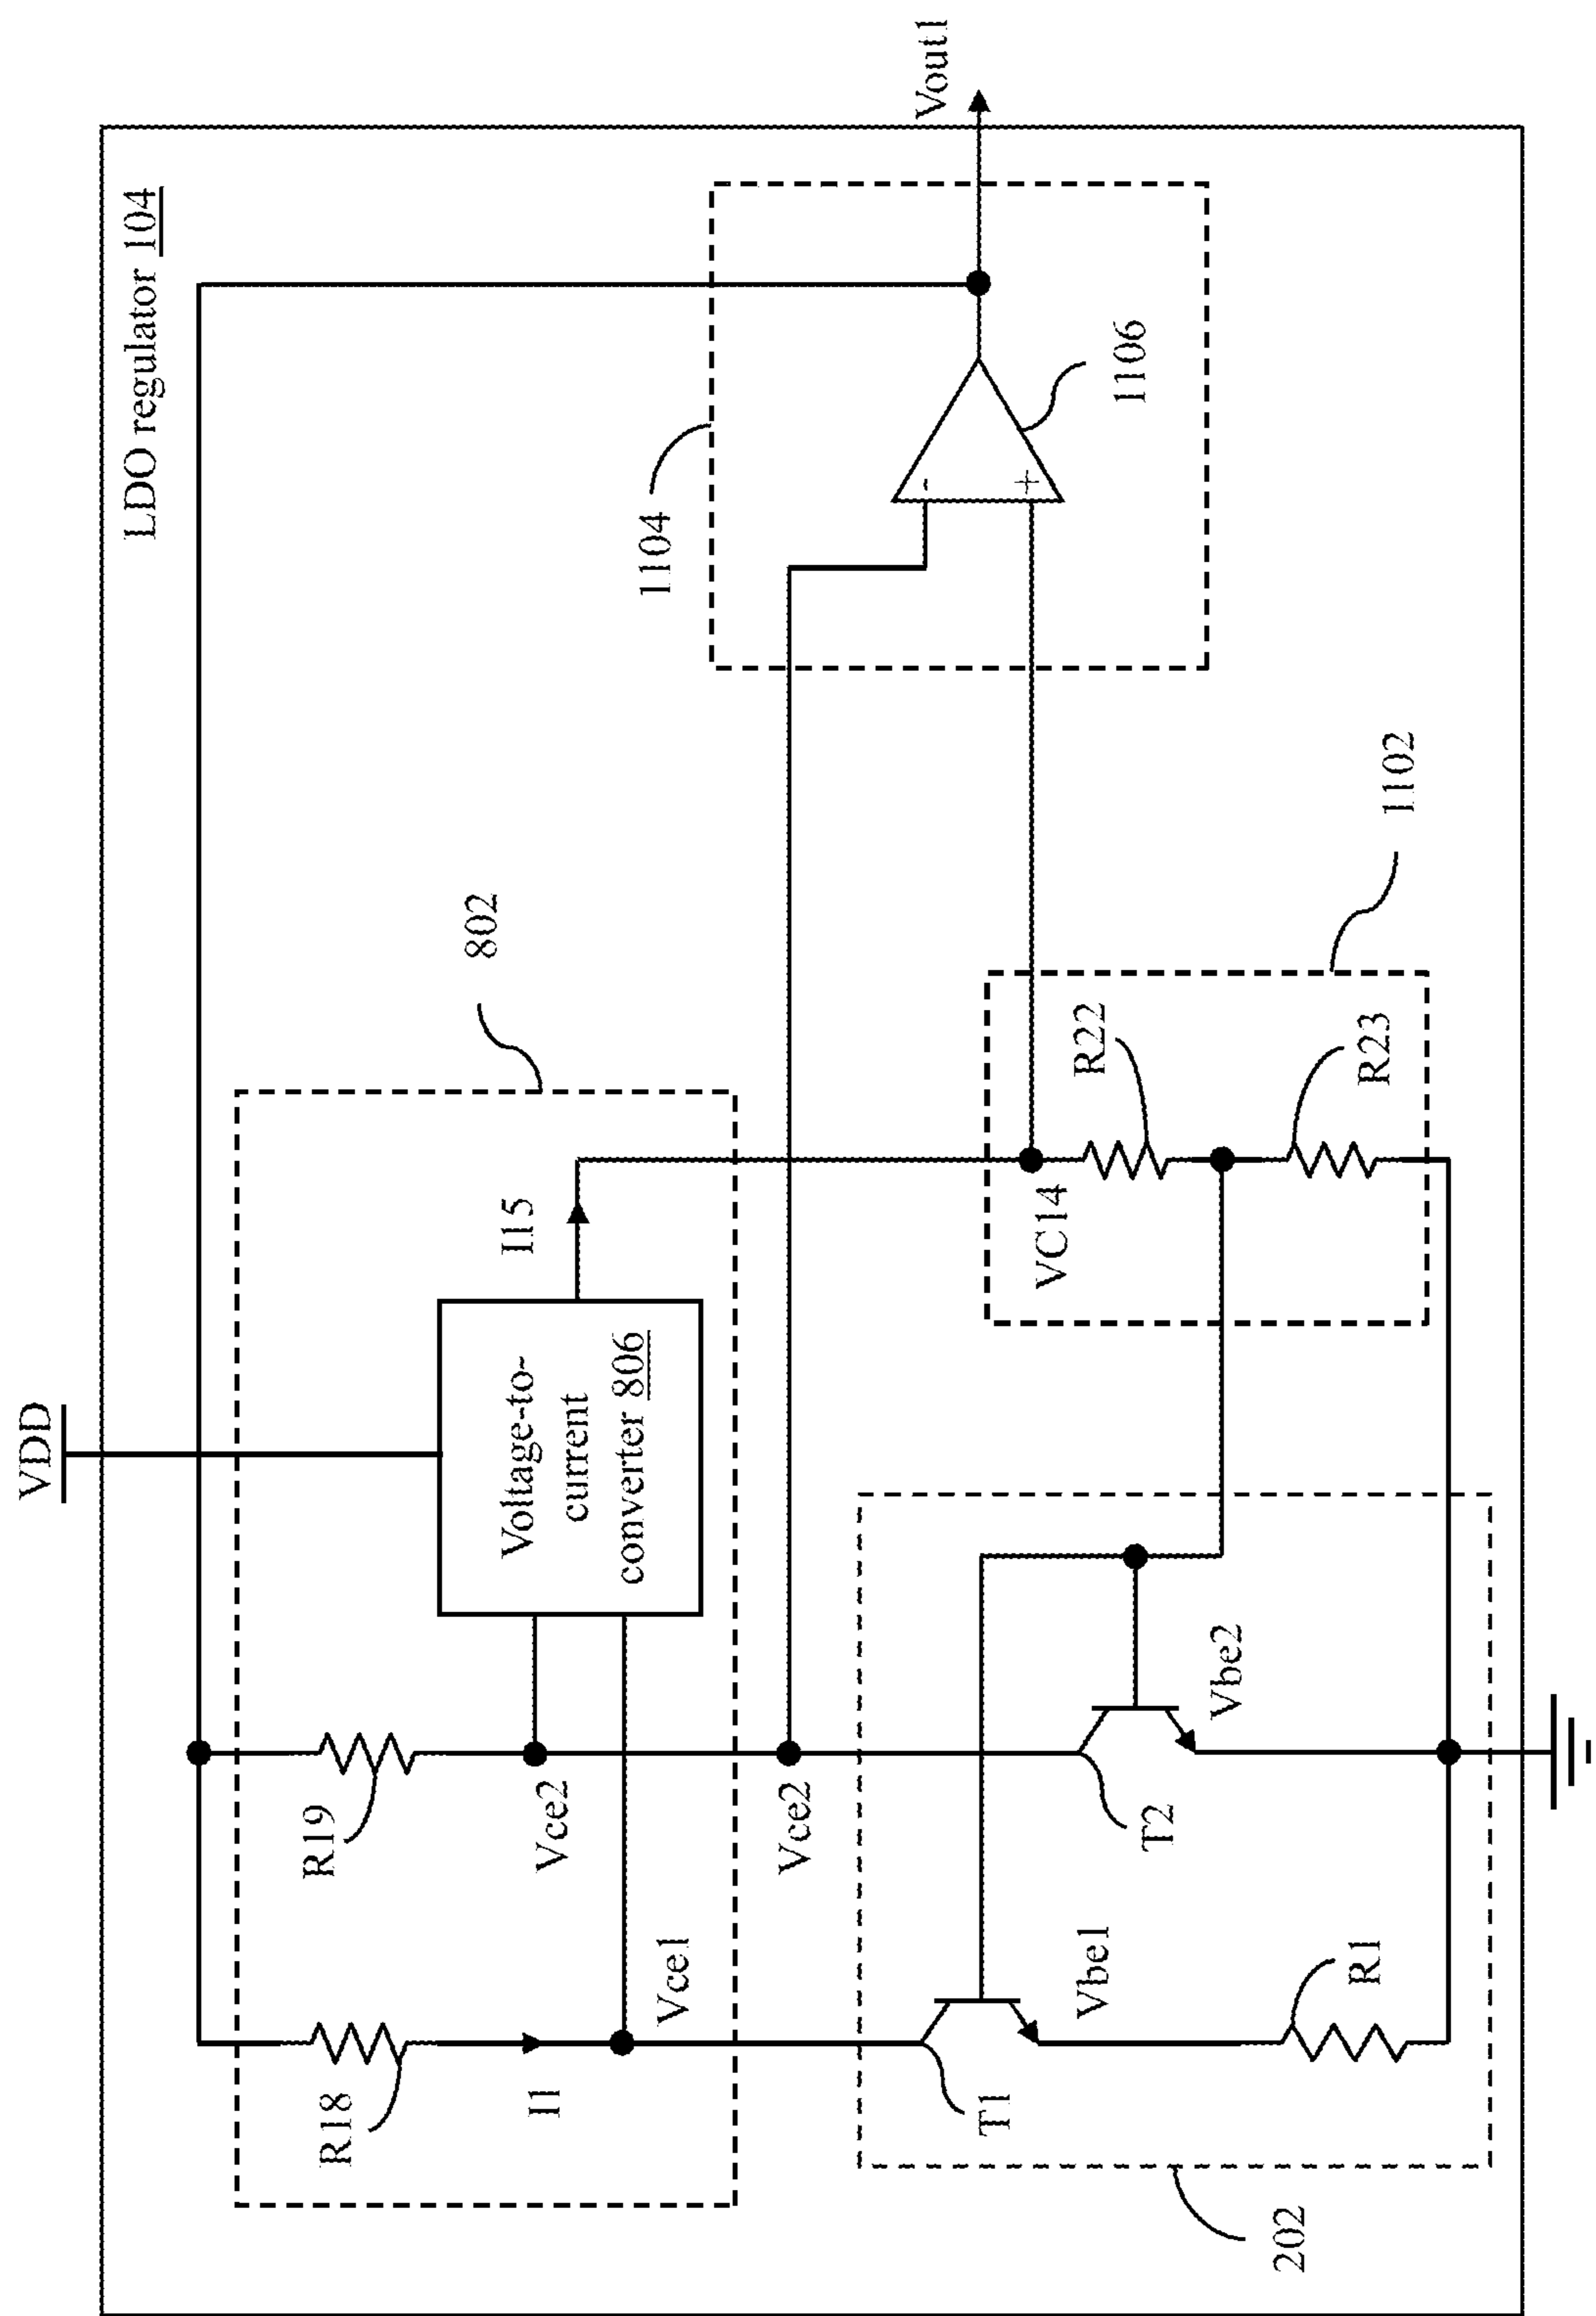 VDD
LDO regulator 104
802
R18
R19
I1
Vce2
Vce1
Voltage-to-
current
converter 806
I15
1104
Vout1
Vce2
-
+
1106
VC14
R22
R23
1102
T1
T2
Vbe1
Vbe2
R1
202